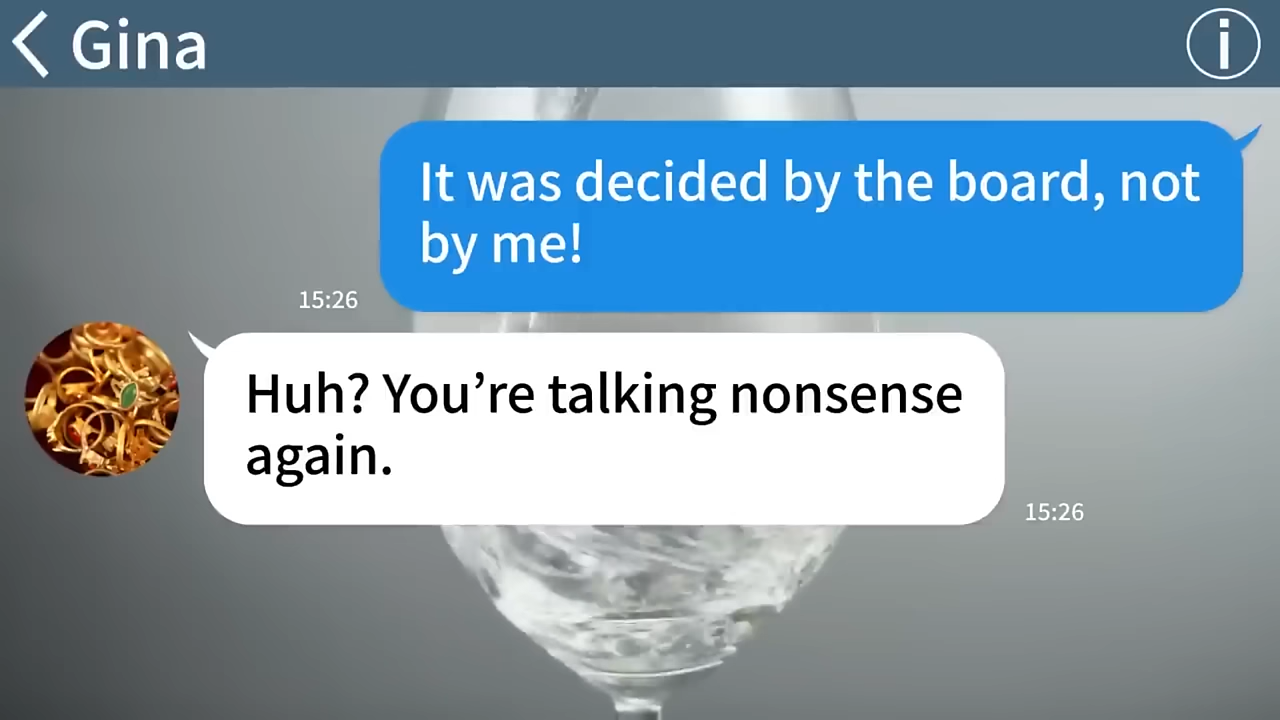 Gina
It was decided by the board, not
by me!
15:26
Huh? You’re talking nonsense
again.
15:26